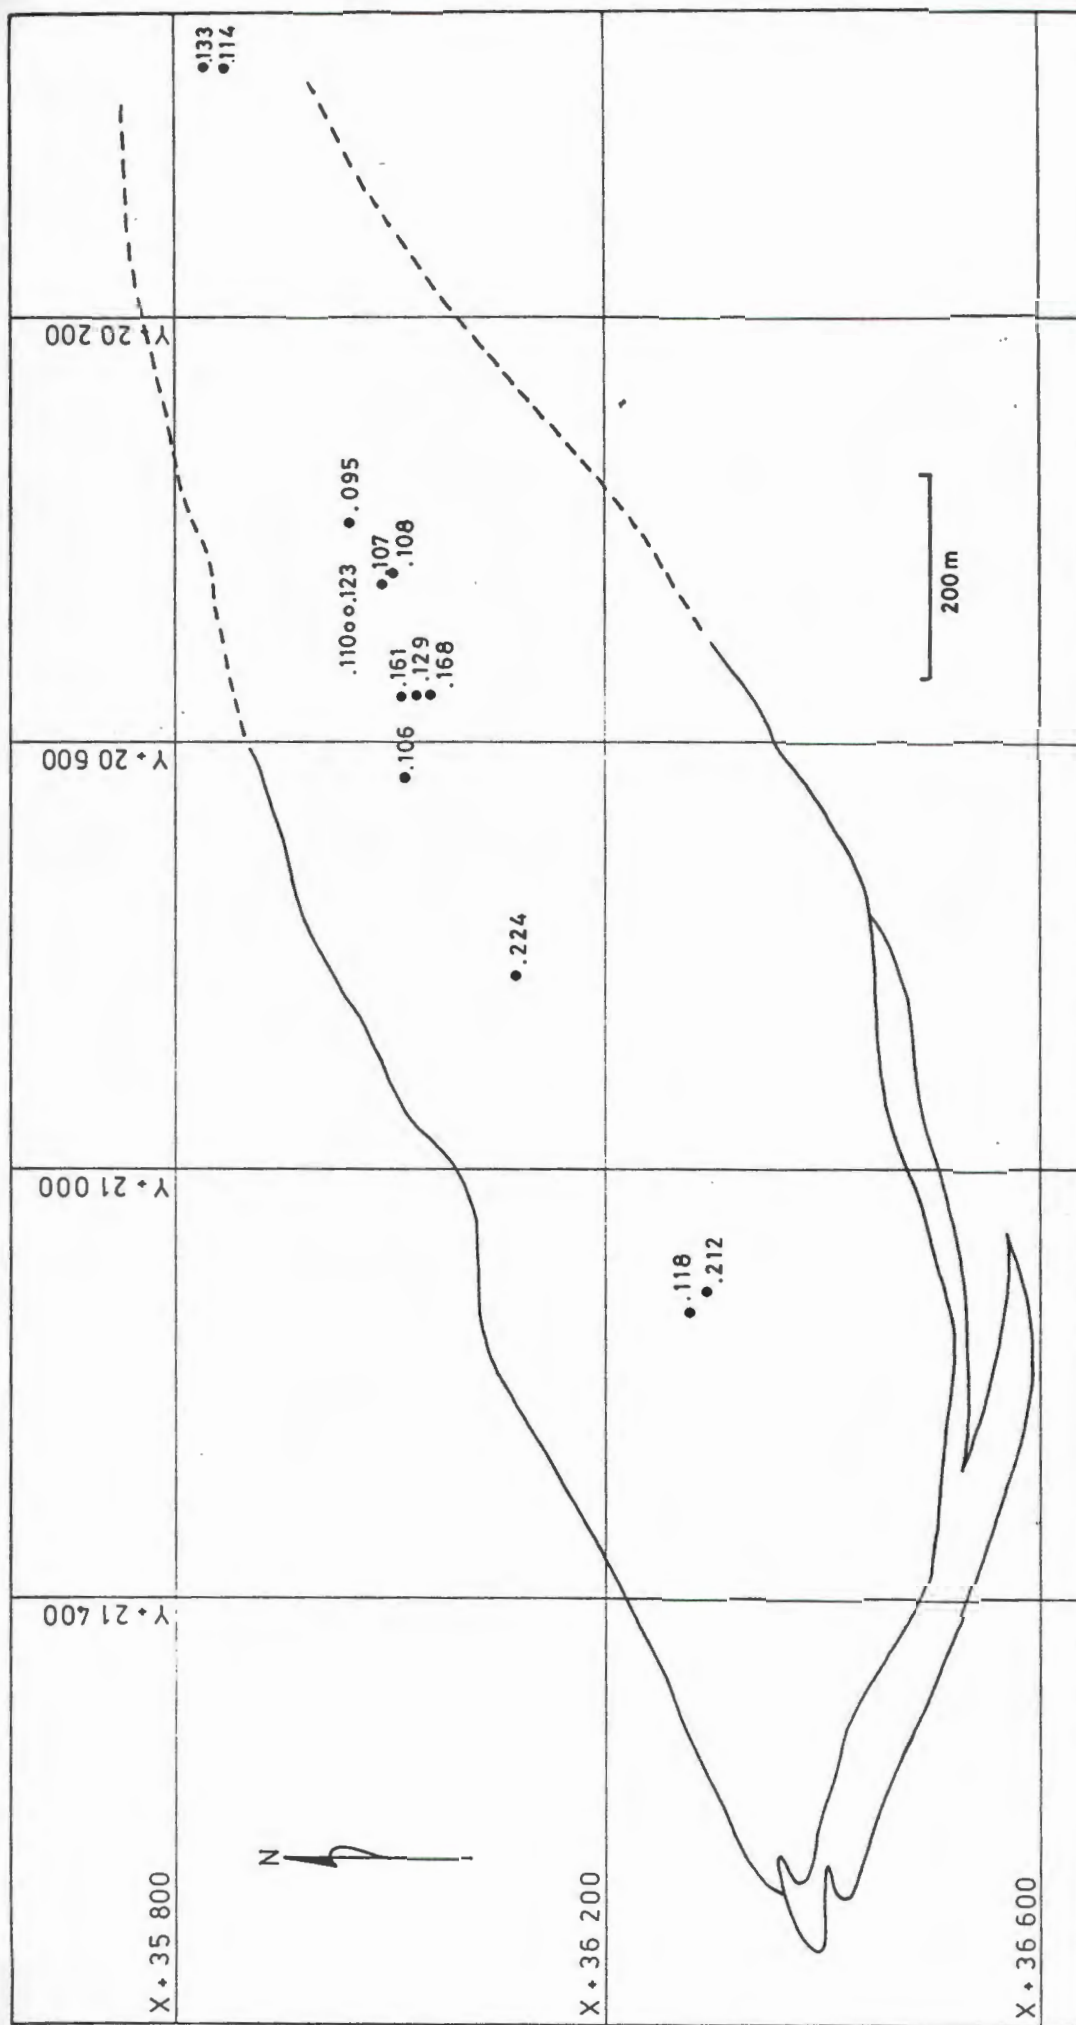 .133
.114
Y + 20 200
.095
.107
.108
.110
.123
.161
.129
.168
200 m
Y + 20 600
.106
.224
Y + 21 000
.118
.212
Y + 21 400
N
X + 35 800
X + 36 200
X + 36 600